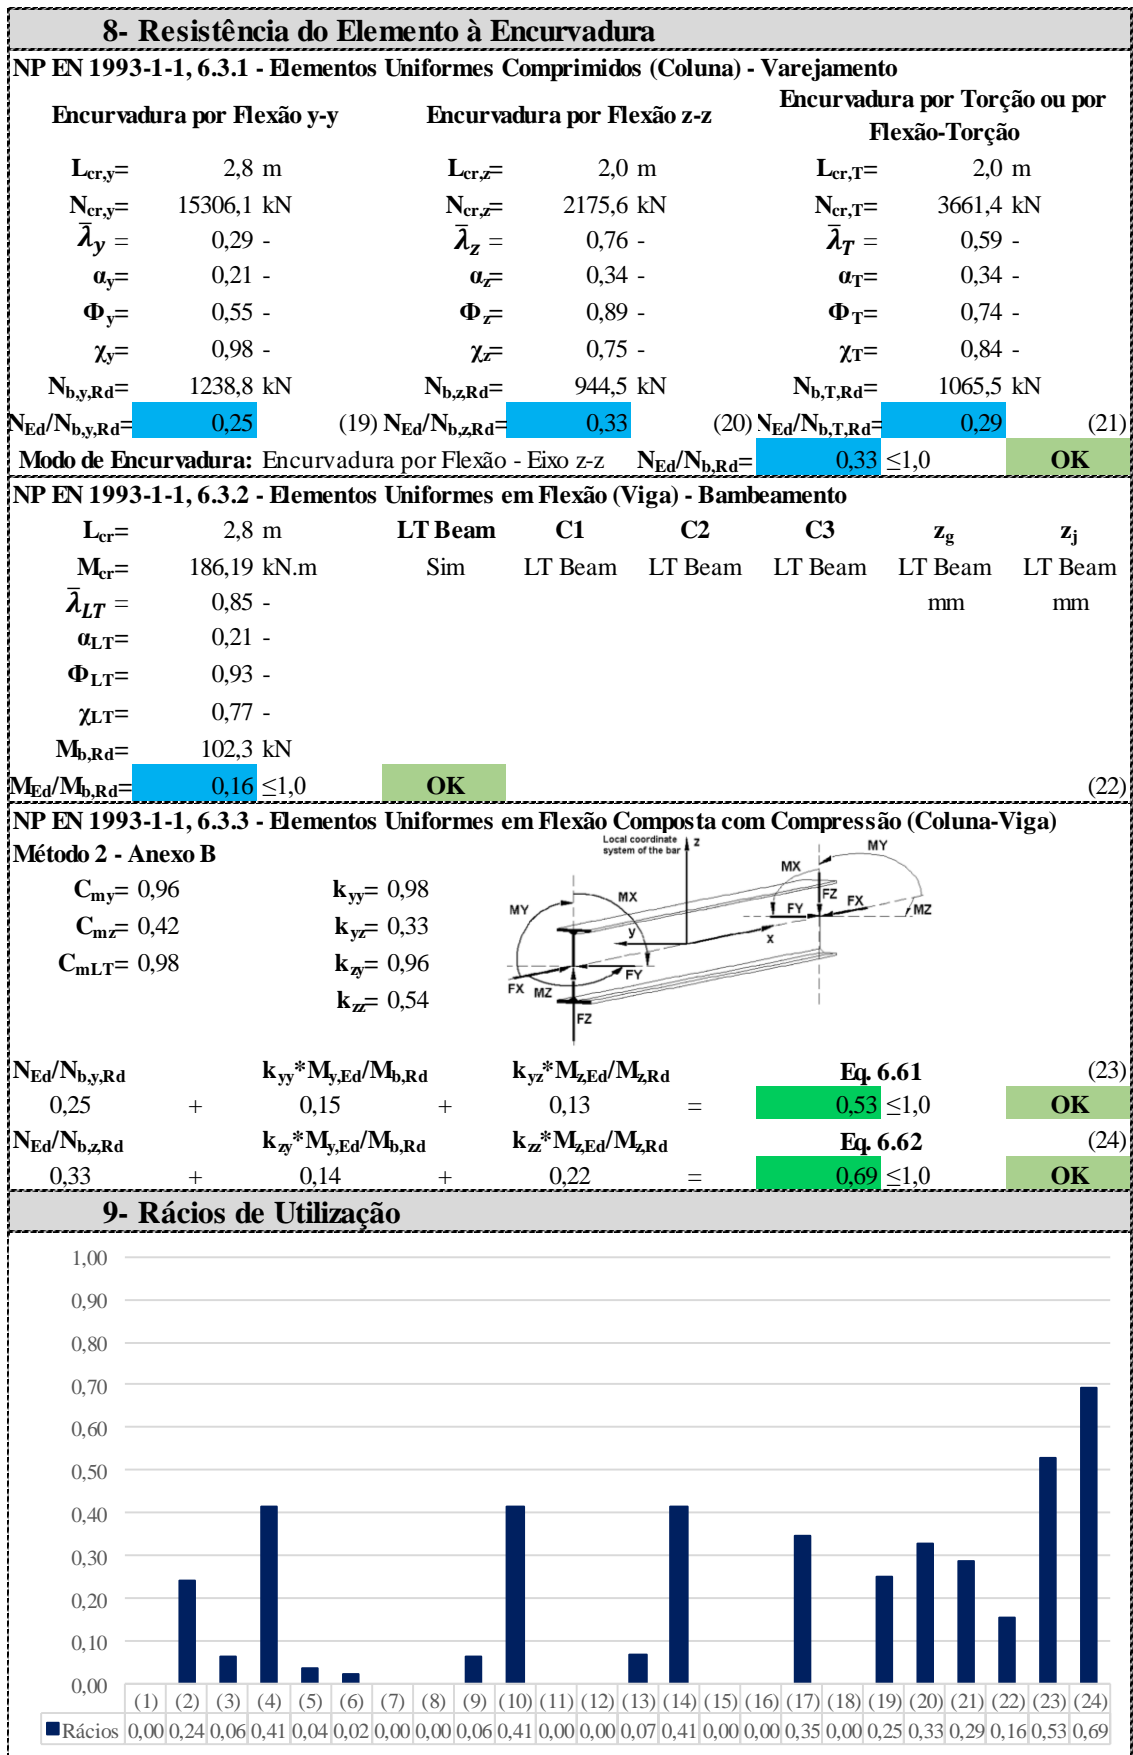 8- Resistência do Elemento à Encurvadura
NP EN 1993-1-1, 6.3.1 - Elementos Uniformes Comprimidos (Coluna) - Varejamento
Encurvadura por Flexão y-y Encurvadura por Flexão z-z Encurvadura por Torção ou por Flexão-Torção
Lcr,y= 2,8 m Lcr,z= 2,0 m Lcr,T= 2,0 m
Ncr,y= 15306,1 kN Ncr,z= 2175,6 kN Ncr,T= 3661,4 kN
λ̄y = 0,29 - λ̄z = 0,76 - λ̄T = 0,59 -
αy= 0,21 - αz= 0,34 - αT= 0,34 -
Φy= 0,55 - Φz= 0,89 - ΦT= 0,74 -
χy= 0,98 - χz= 0,75 - χT= 0,84 -
Nb,y,Rd= 1238,8 kN Nb,z,Rd= 944,5 kN Nb,T,Rd= 1065,5 kN
NEd/Nb,y,Rd= 0,25 (19) NEd/Nb,z,Rd= 0,33 (20) NEd/Nb,T,Rd= 0,29 (21)
Modo de Encurvadura: Encurvadura por Flexão - Eixo z-z NEd/Nb,Rd= 0,33 ≤1,0 OK
NP EN 1993-1-1, 6.3.2 - Elementos Uniformes em Flexão (Viga) - Bambeamento
Lcr= 2,8 m LT Beam C1 C2 C3 zg zj
Mcr= 186,19 kN.m Sim LT Beam LT Beam LT Beam LT Beam LT Beam
λ̄LT = 0,85 - mm mm
αLT= 0,21 -
ΦLT= 0,93 -
χLT= 0,77 -
Mb,Rd= 102,3 kN
MEd/Mb,Rd= 0,16 ≤1,0 OK (22)
NP EN 1993-1-1, 6.3.3 - Elementos Uniformes em Flexão Composta com Compressão (Coluna-Viga)
Método 2 - Anexo B
Cmy= 0,96 kyy= 0,98
Cmz= 0,42 kyz= 0,33
CmLT= 0,98 kzy= 0,96
kzz= 0,54
Local coordinate
system of the bar
z
MY
MX
FZ
FX
FY
MZ
MY
MX
y
x
FY
FX MZ
FZ
NEd/Nb,y,Rd kyy*My,Ed/Mb,Rd kyz*Mz,Ed/Mz,Rd Eq. 6.61 (23)
0,25 + 0,15 + 0,13 = 0,53 ≤1,0 OK
NEd/Nb,z,Rd kzy*My,Ed/Mb,Rd kzz*Mz,Ed/Mz,Rd Eq. 6.62 (24)
0,33 + 0,14 + 0,22 = 0,69 ≤1,0 OK
9- Rácios de Utilização
1,00
0,90
0,80
0,70
0,60
0,50
0,40
0,30
0,20
0,10
0,00
(1) (2) (3) (4) (5) (6) (7) (8) (9) (10) (11) (12) (13) (14) (15) (16) (17) (18) (19) (20) (21) (22) (23) (24)
Rácios 0,00 0,24 0,06 0,41 0,04 0,02 0,00 0,00 0,06 0,41 0,00 0,00 0,07 0,41 0,00 0,00 0,35 0,00 0,25 0,33 0,29 0,16 0,53 0,69